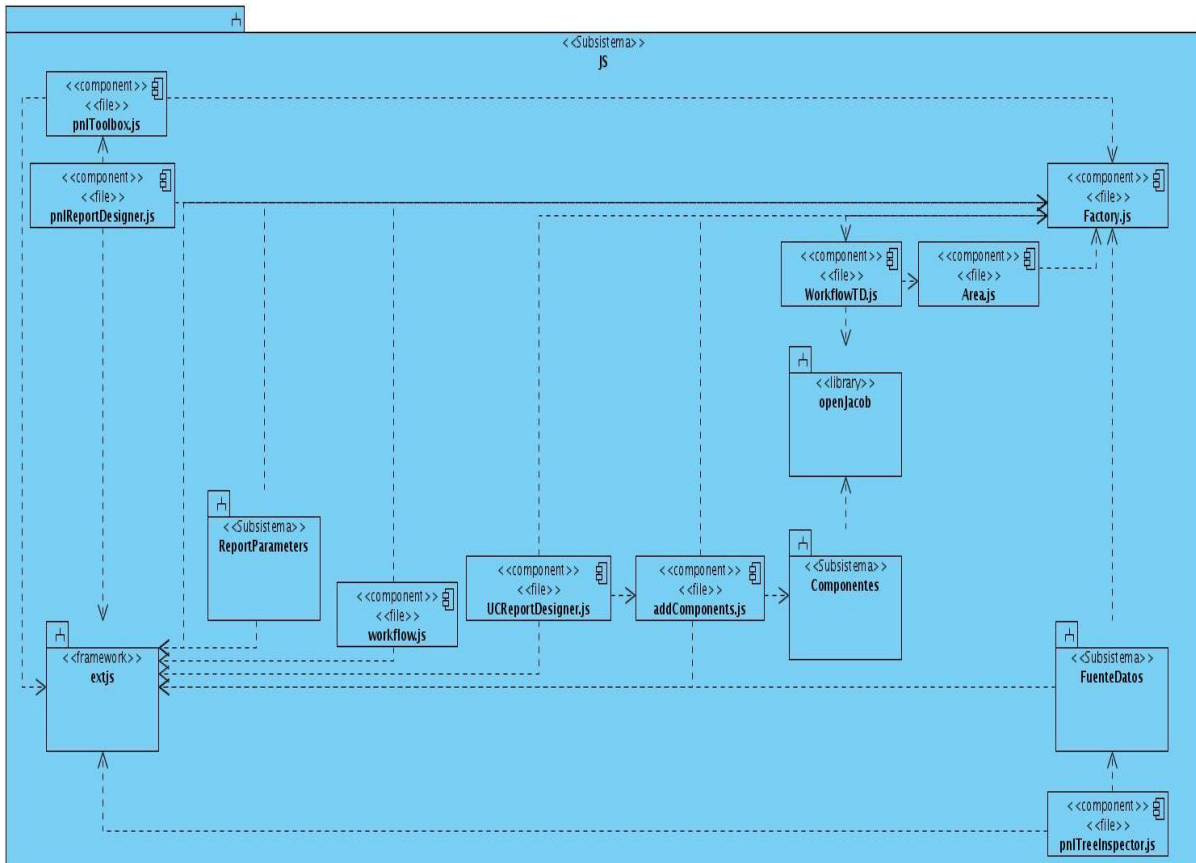 <<Subsistema>>
JS
<<component>>
<<file>>
pnlToolbox.js
<<component>>
<<file>>
pnlReportDesigner.js
<<component>>
<<file>>
Factory.js
<<component>>
<<file>>
WorkflowTD.js
<<component>>
<<file>>
Area.js
<<library>>
openJacob
<<Subsistema>>
ReportParameters
<<component>>
<<file>>
workflow.js
<<component>>
<<file>>
UCReportDesigner.js
<<component>>
<<file>>
addComponents.js
<<Subsistema>>
Componentes
<<framework>>
extjs
<<Subsistema>>
FuenteDatos
<<component>>
<<file>>
pnlTreeInspector.js